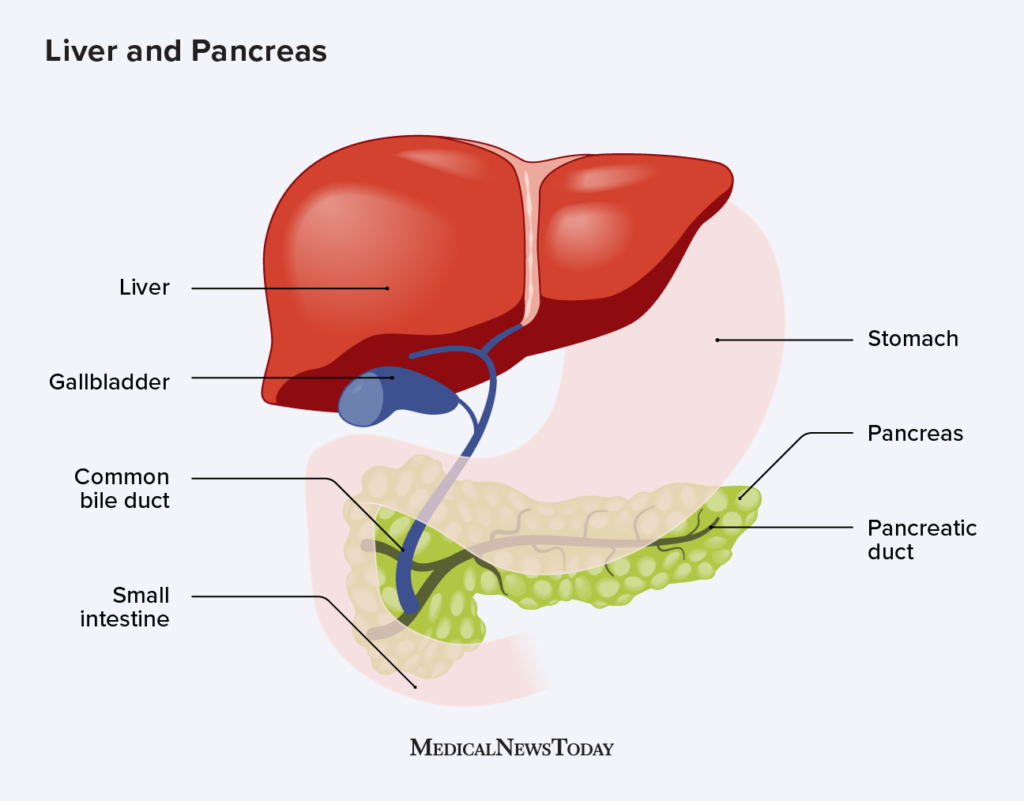 Liver and Pancreas
Liver
Gallbladder
Common
bile duct
Small
intestine
Stomach
Pancreas
Pancreatic
duct
MEDICALNEWSTODAY